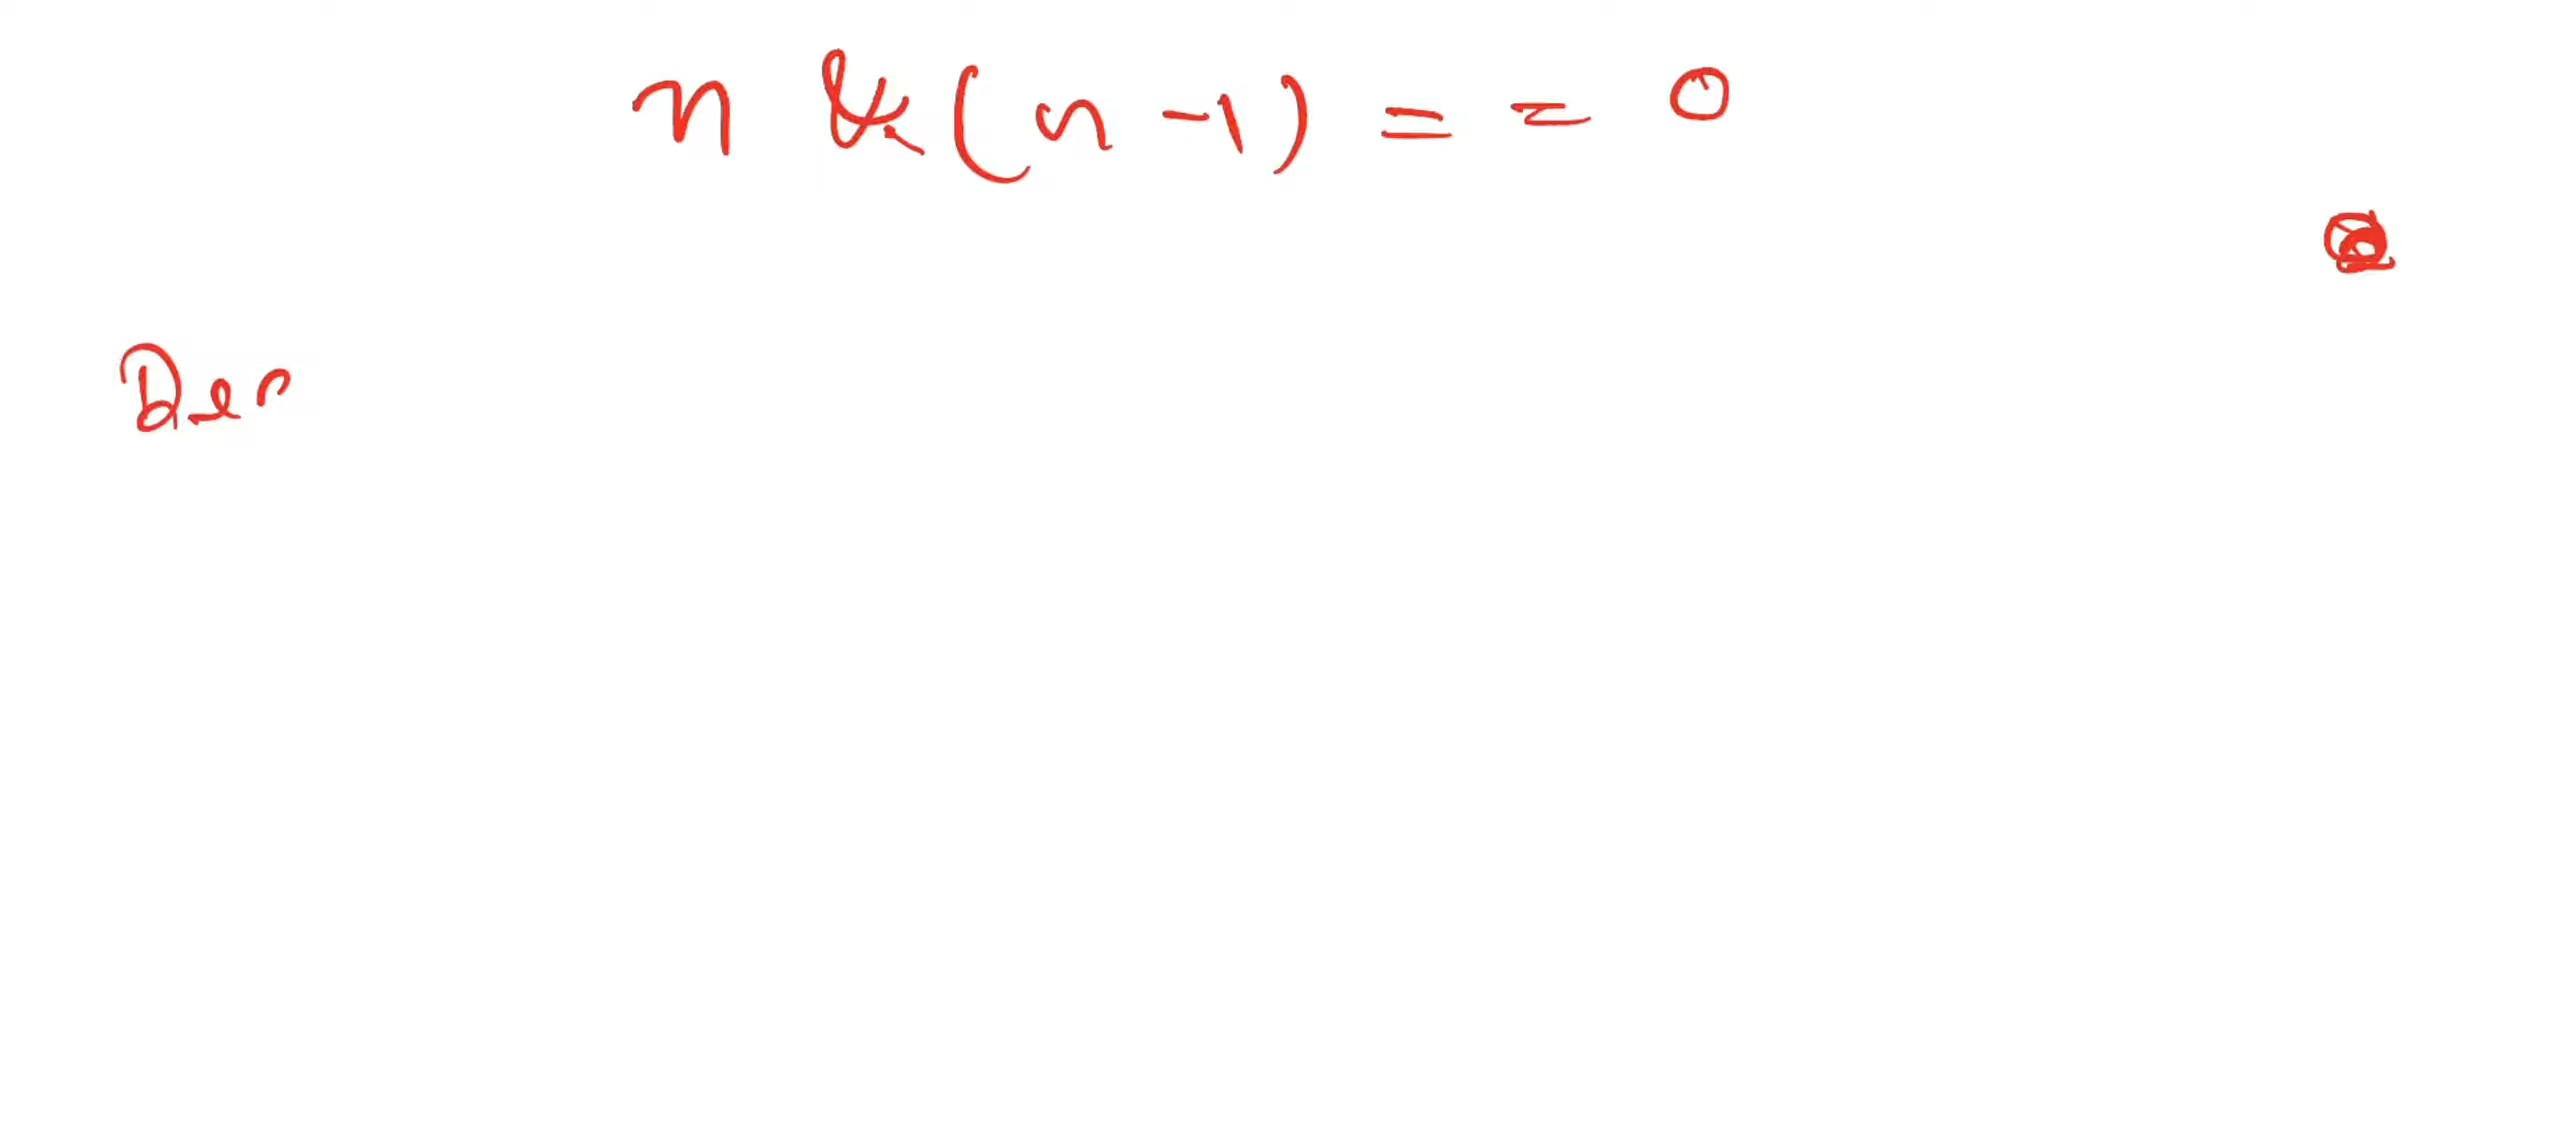 n & (n - 1) == 0
Dec